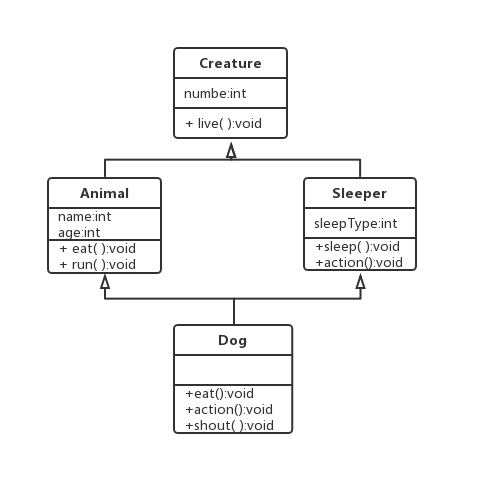 Creature
numbe:int
+ live( ):void
Animal
name:int
age:int
+ eat( ):void
+ run( ):void
Sleeper
sleepType:int
+sleep( ):void
+action():void
Dog
+eat():void
+action():void
+shout( ):void